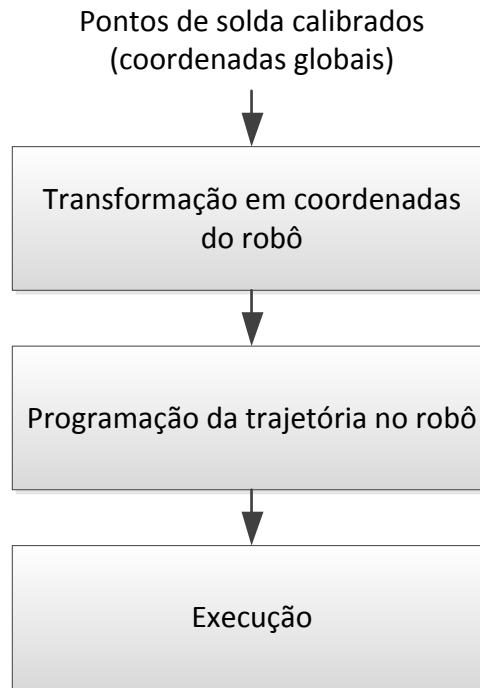 Pontos de solda calibrados
(coordenadas globais)
Transformação em coordenadas
do robô
Programação da trajetória no robô
Execução